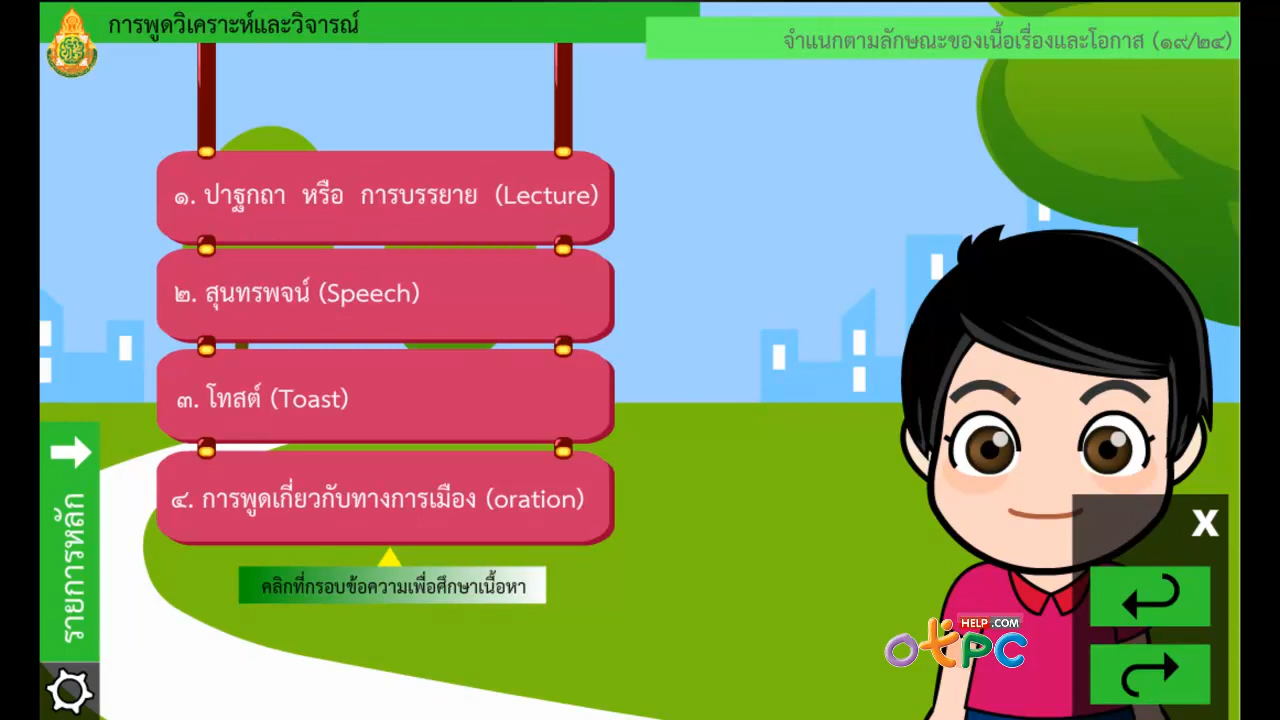 การพูดวิเคราะห์และวิจารณ์
จำแนกตามลักษณะของเนื้อเรื่องและโอกาส (๑๙/๒๔)
๑. ปาฐกถา หรือ การบรรยาย (Lecture)
๒. สุนทรพจน์ (Speech)
๓. โทสต์ (Toast)
๔. การพูดเกี่ยวกับทางการเมือง (oration)
คลิกที่กรอบข้อความเพื่อศึกษาเนื้อหา
รายการหลัก
X
HELP.COM
otPC